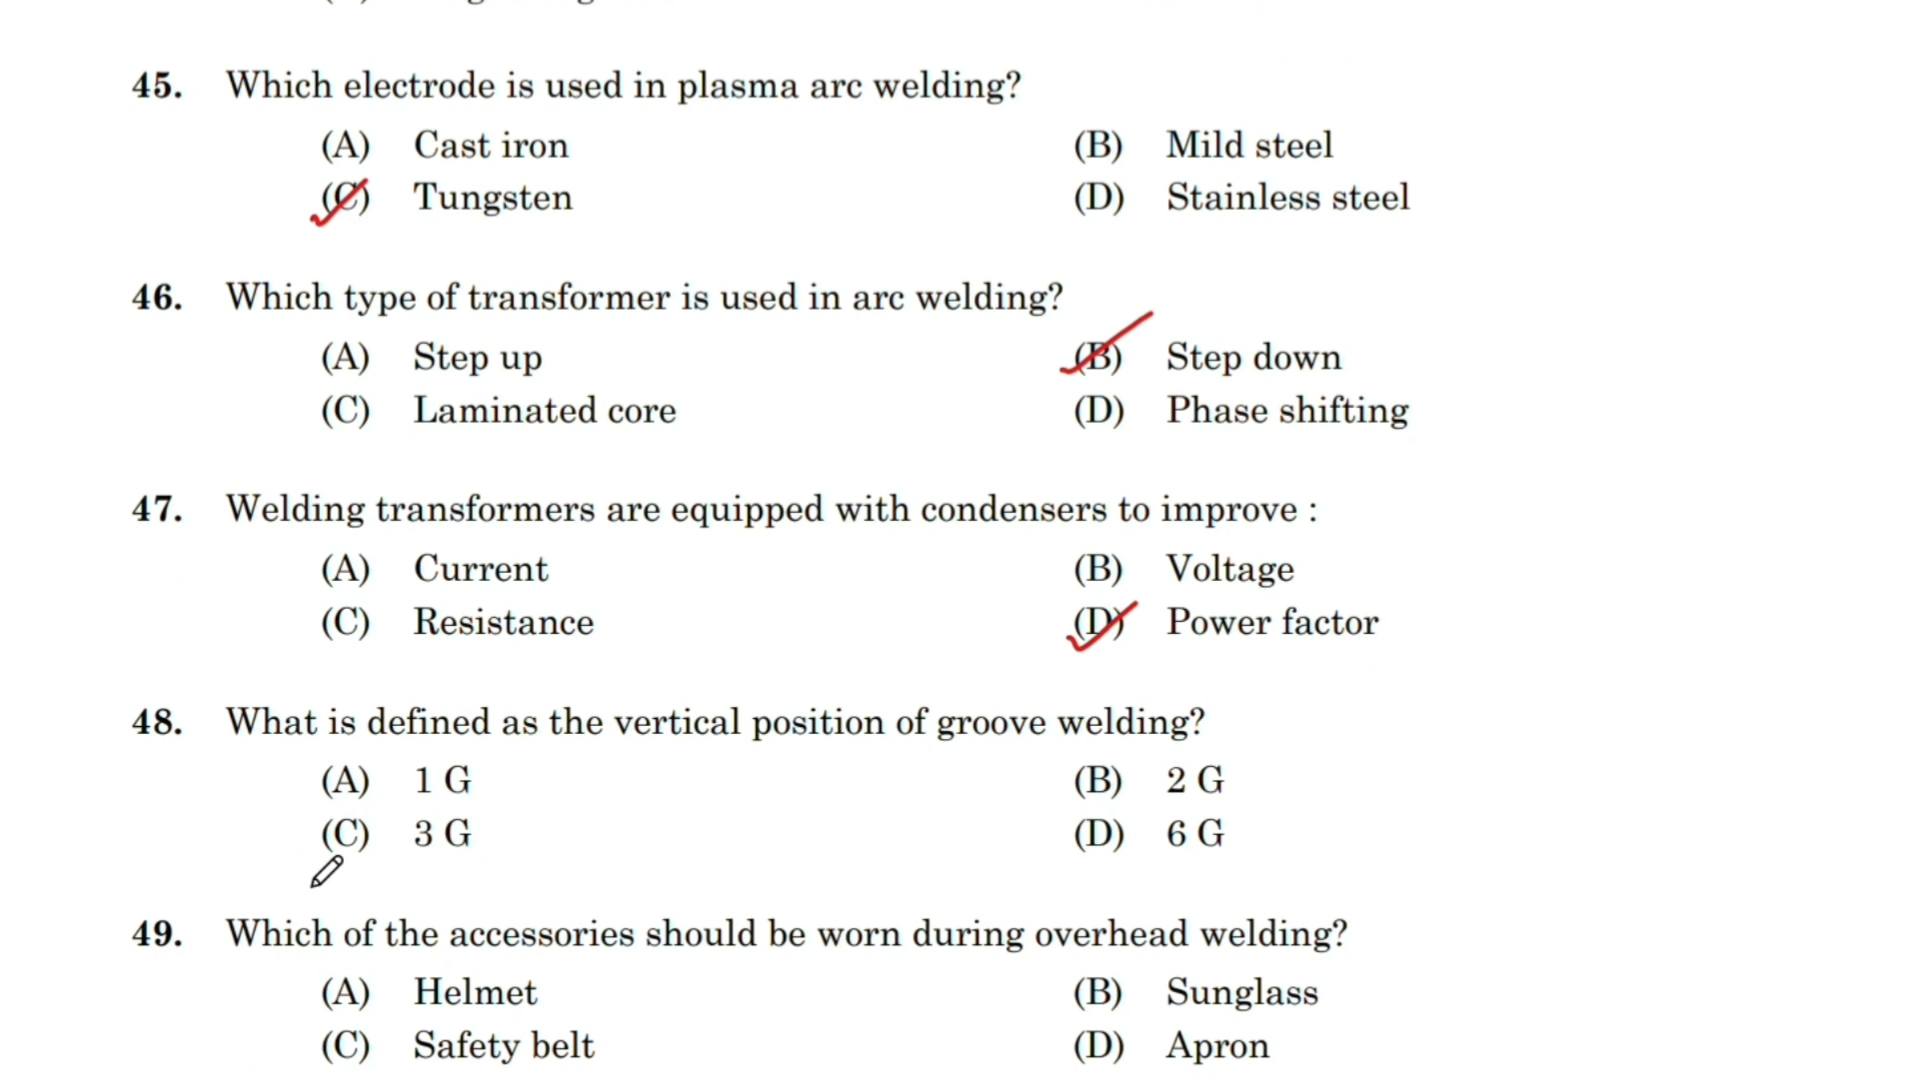 45. Which electrode is used in plasma arc welding?
(A) Cast iron (B) Mild steel
(C) Tungsten (D) Stainless steel
46. Which type of transformer is used in arc welding?
(A) Step up (B) Step down
(C) Laminated core (D) Phase shifting
47. Welding transformers are equipped with condensers to improve :
(A) Current (B) Voltage
(C) Resistance (D) Power factor
48. What is defined as the vertical position of groove welding?
(A) 1 G (B) 2 G
(C) 3 G (D) 6 G
49. Which of the accessories should be worn during overhead welding?
(A) Helmet (B) Sunglass
(C) Safety belt (D) Apron